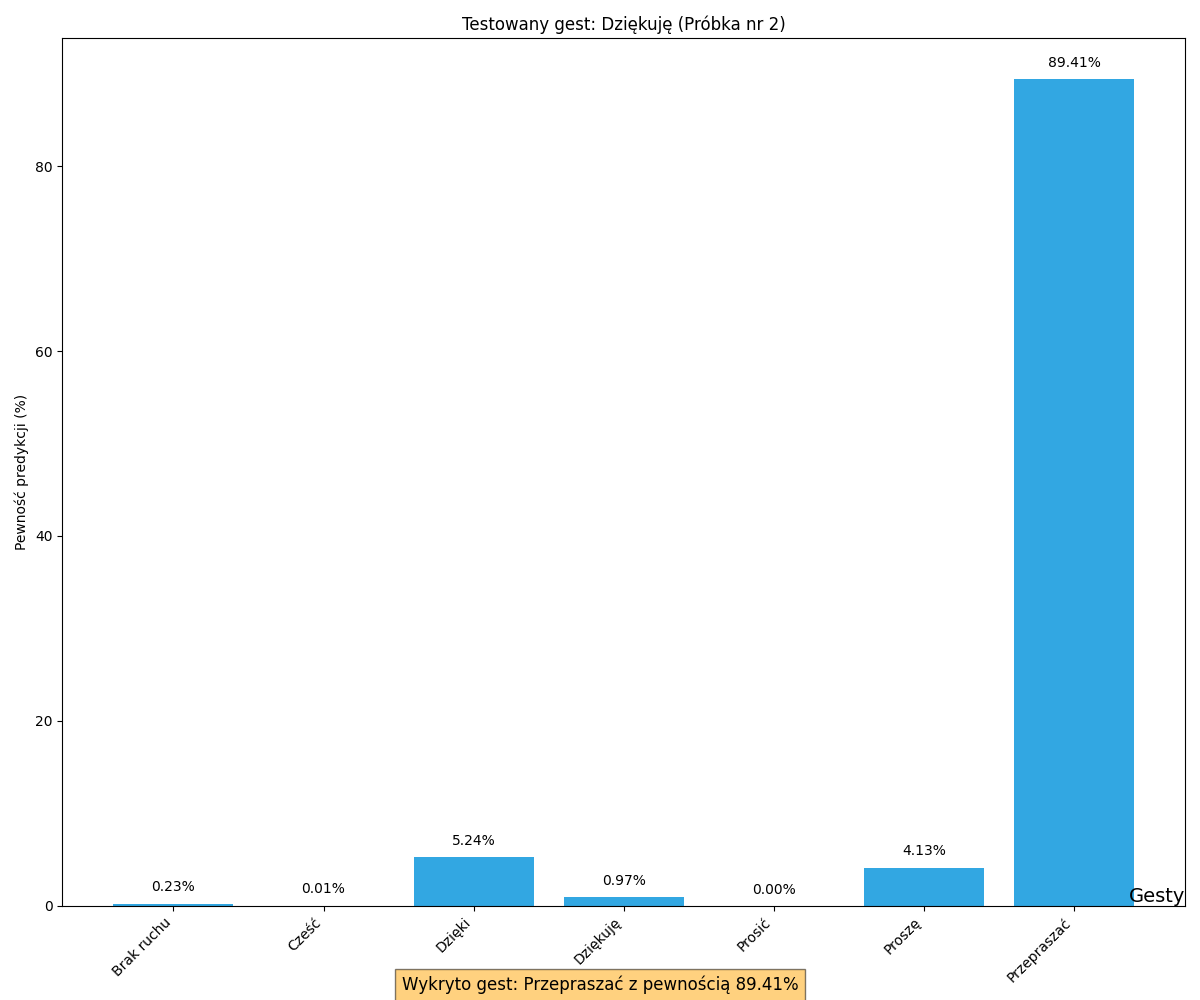 Testowany gest: Dziękuję (Próbka nr 2)
89.41%
80
60
Pewność predykcji (%)
40
20
5.24%
4.13%
0.97%
0.23%
0.01%
0.00%
0
Gesty
Brak ruchu
Cześć
Dzięki
Dziękuję
Prosić
Proszę
Przepraszać
Wykryto gest: Przepraszać z pewnością 89.41%